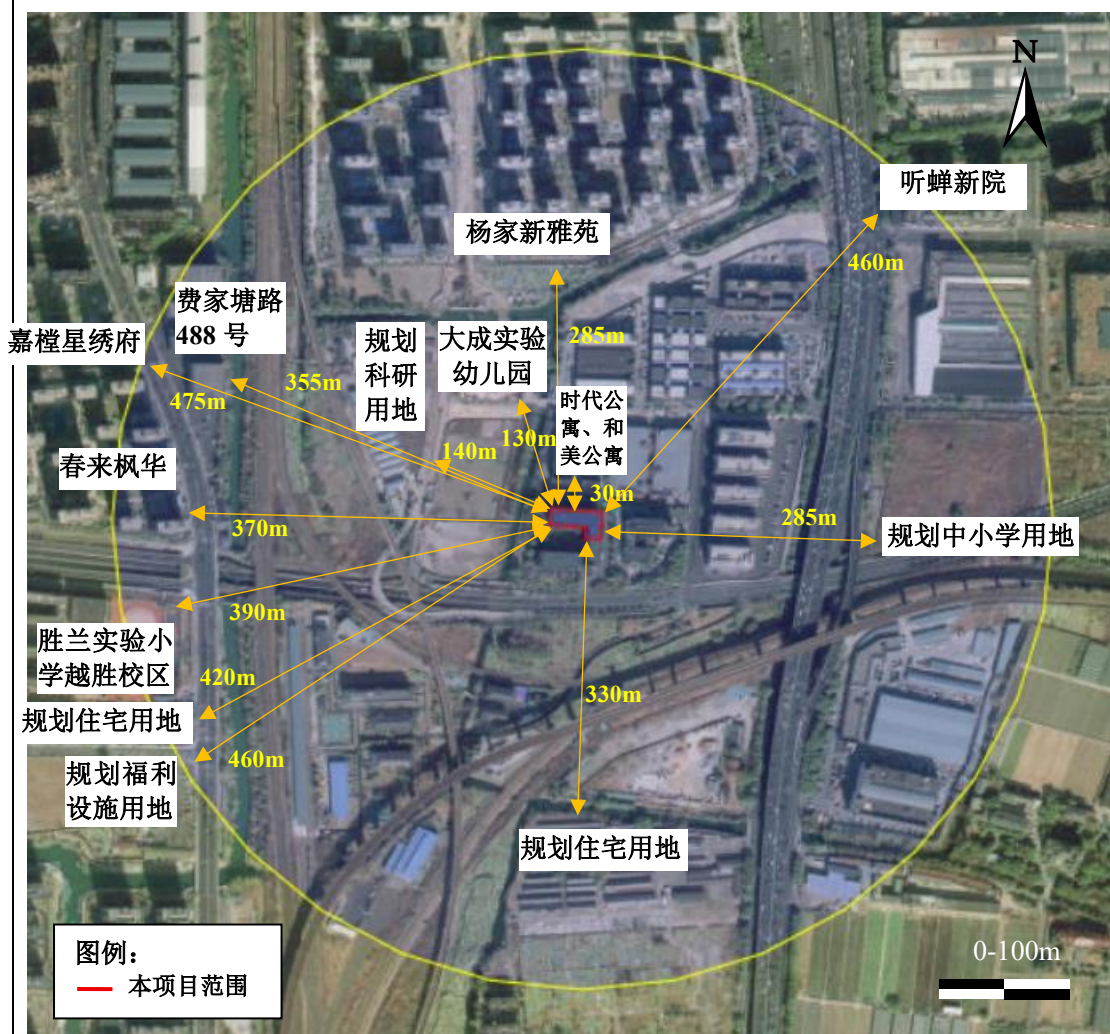 N
听蝉新院
460m
杨家新雅苑
285m
费家塘路
488 号
嘉樘星绣府
355m
475m
规划
科研
用地
大成实验
幼儿园
时代公
寓、和
美公寓
130m
140m
30m
春来枫华
370m
285m
规划中小学用地
390m
胜兰实验小
学越胜校区
420m
规划住宅用地
330m
460m
规划福利
设施用地
规划住宅用地
图例：
本项目范围
0-100m